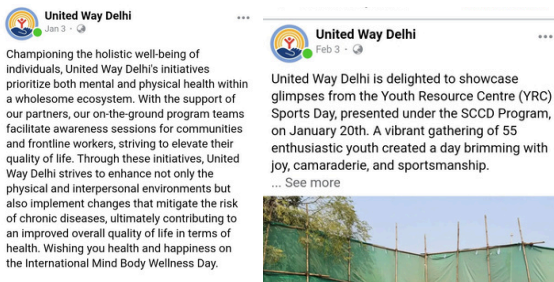 United Way Delhi
Jan 3 ·
Championing the holistic well-being of
individuals, United Way Delhi's initiatives
prioritize both mental and physical health within
a wholesome ecosystem. With the support of
our partners, our on-the-ground program teams
facilitate awareness sessions for communities
and frontline workers, striving to elevate their
quality of life. Through these initiatives, United
Way Delhi strives to enhance not only the
physical and interpersonal environments but
also implement changes that mitigate the risk
of chronic diseases, ultimately contributing to
an improved overall quality of life in terms of
health. Wishing you health and happiness on
the International Mind Body Wellness Day.
United Way Delhi
Feb 3 ·
United Way Delhi is delighted to showcase
glimpses from the Youth Resource Centre (YRC)
Sports Day, presented under the SCCD Program,
on January 20th. A vibrant gathering of 55
enthusiastic youth created a day brimming with
joy, camaraderie, and sportsmanship.
... See more